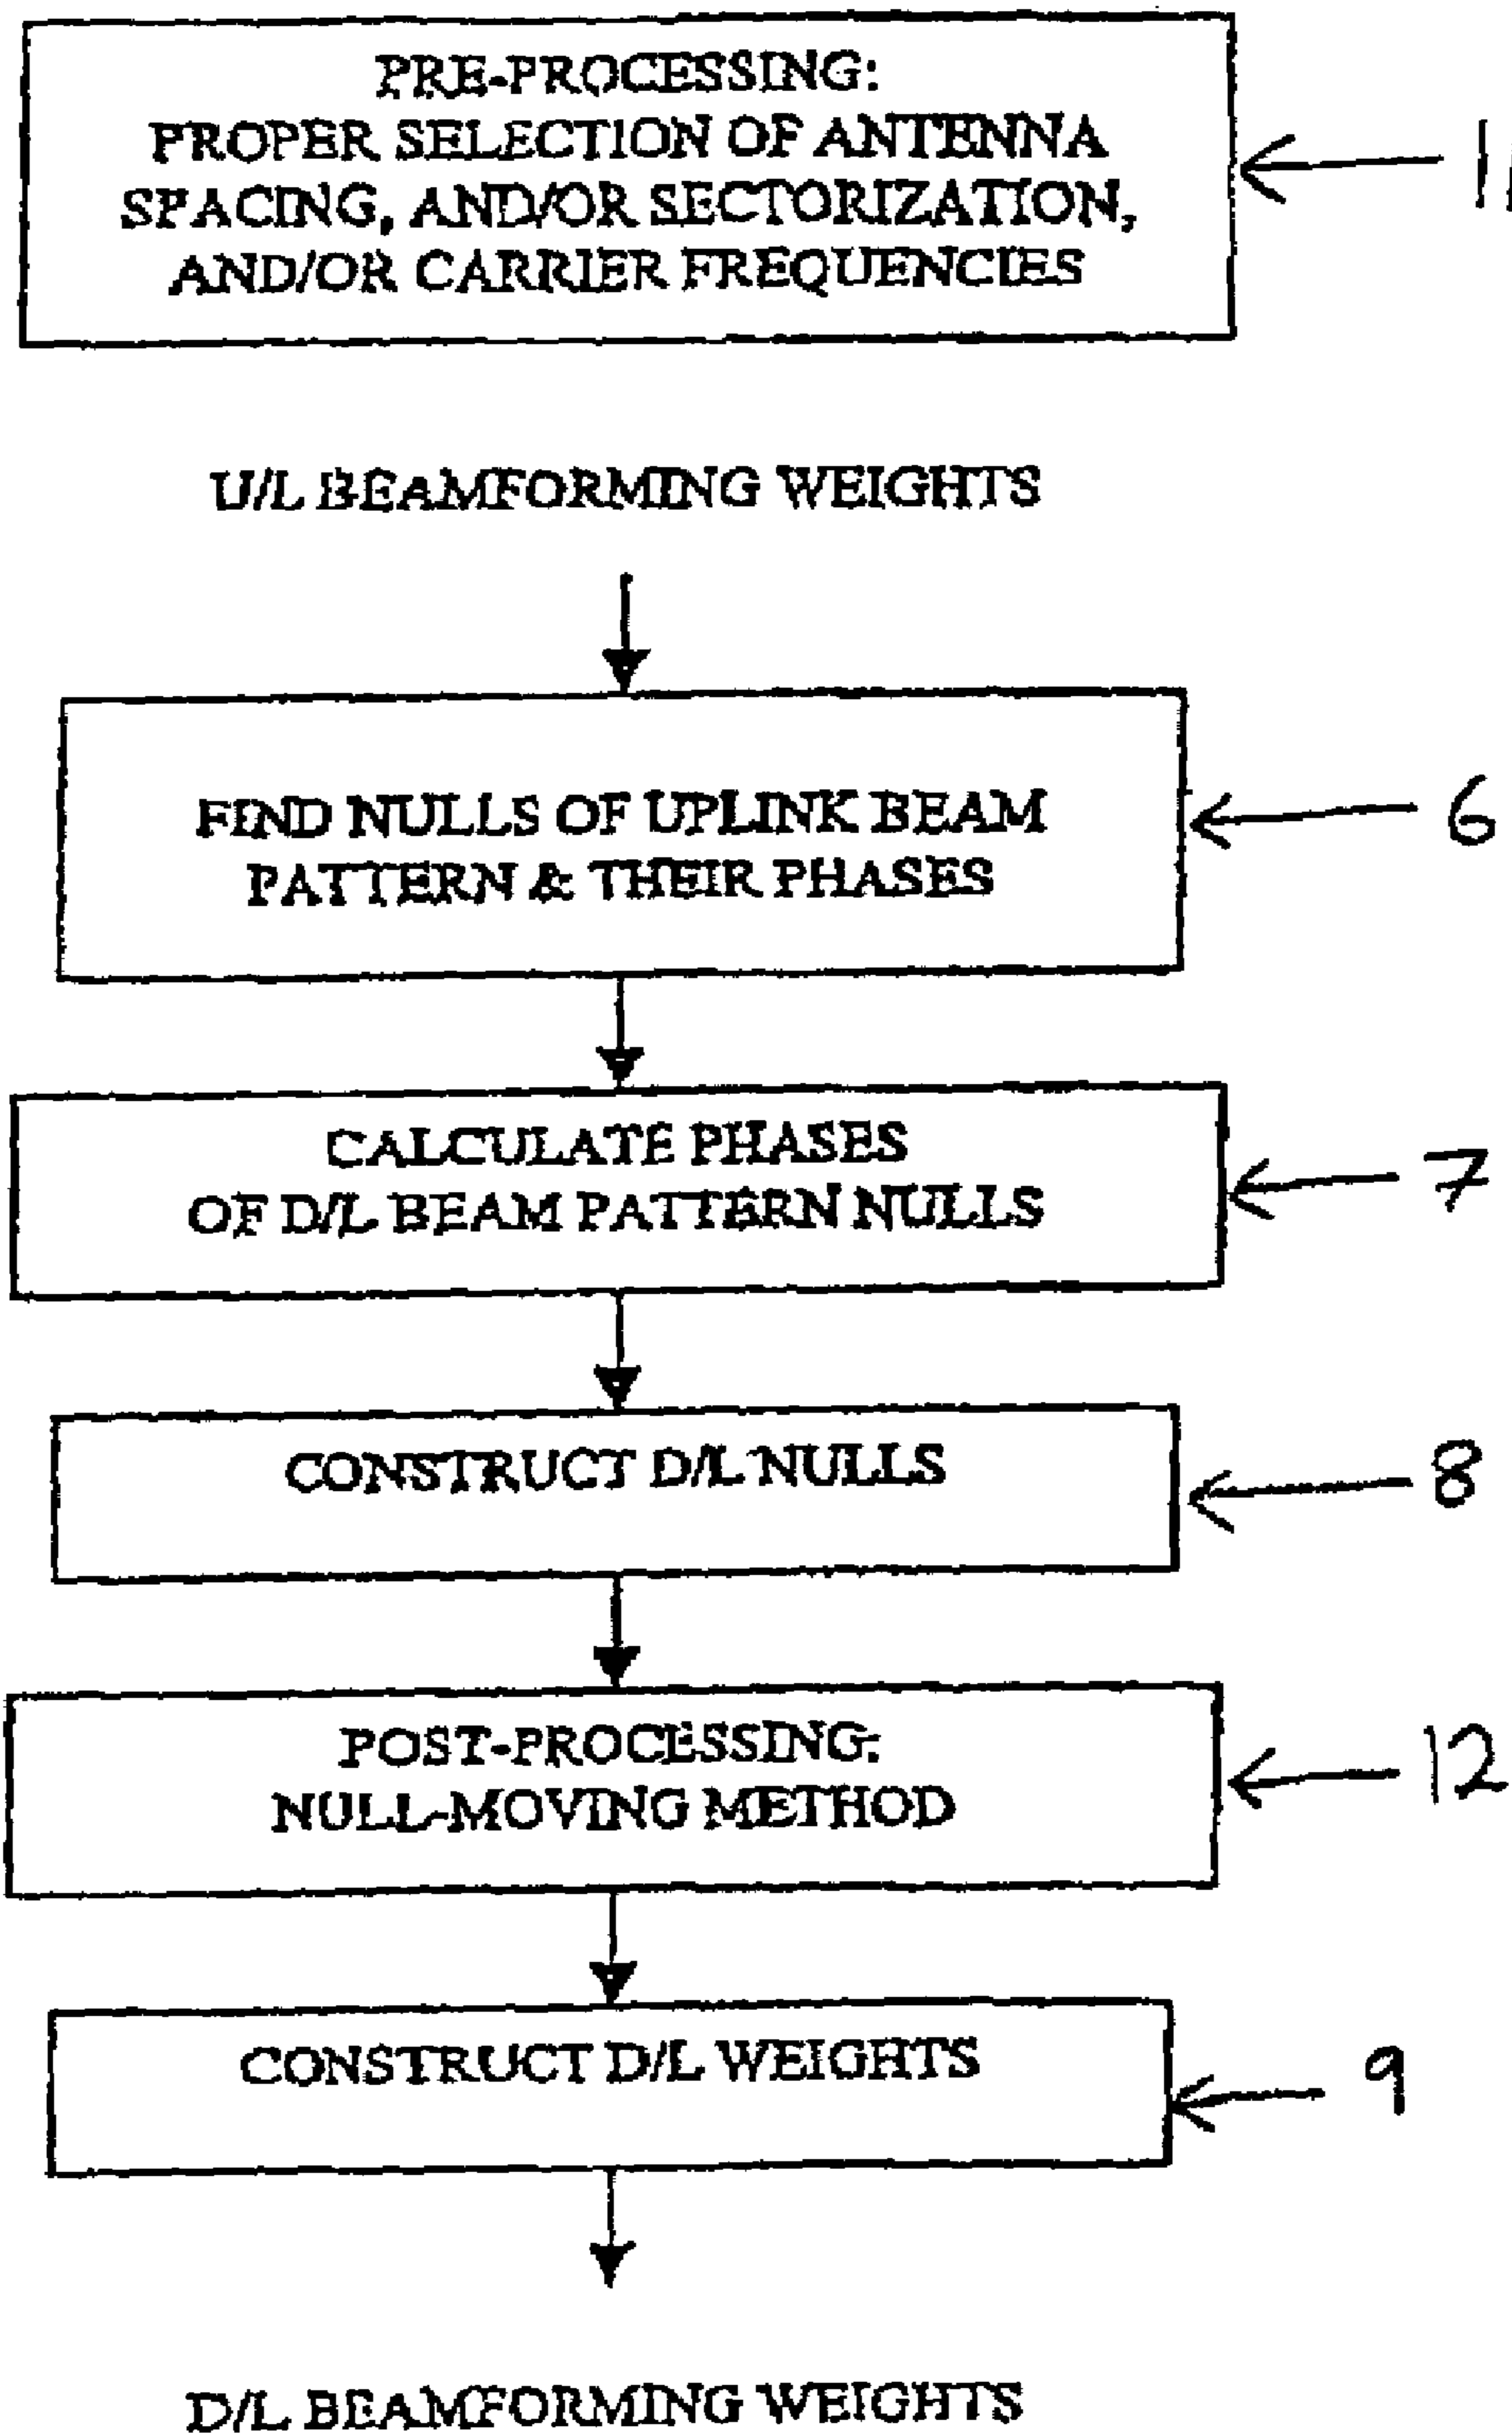 PRE-PROCESSING:
PROPER SELECTION OF ANTENNA
SPACING, AND/OR SECTORIZATION,
AND/OR CARRIER FREQUENCIES
11
U/L BEAMFORMING WEIGHTS
FIND NULLS OF UPLINK BEAM
PATTERN & THEIR PHASES
6
CALCULATE PHASES
OF D/L BEAM PATTERN NULLS
7
CONSTRUCT D/L NULLS
8
POST-PROCESSING:
NULL-MOVING METHOD
12
CONSTRUCT D/L WEIGHTS
9
D/L BEAMFORMING WEIGHTS